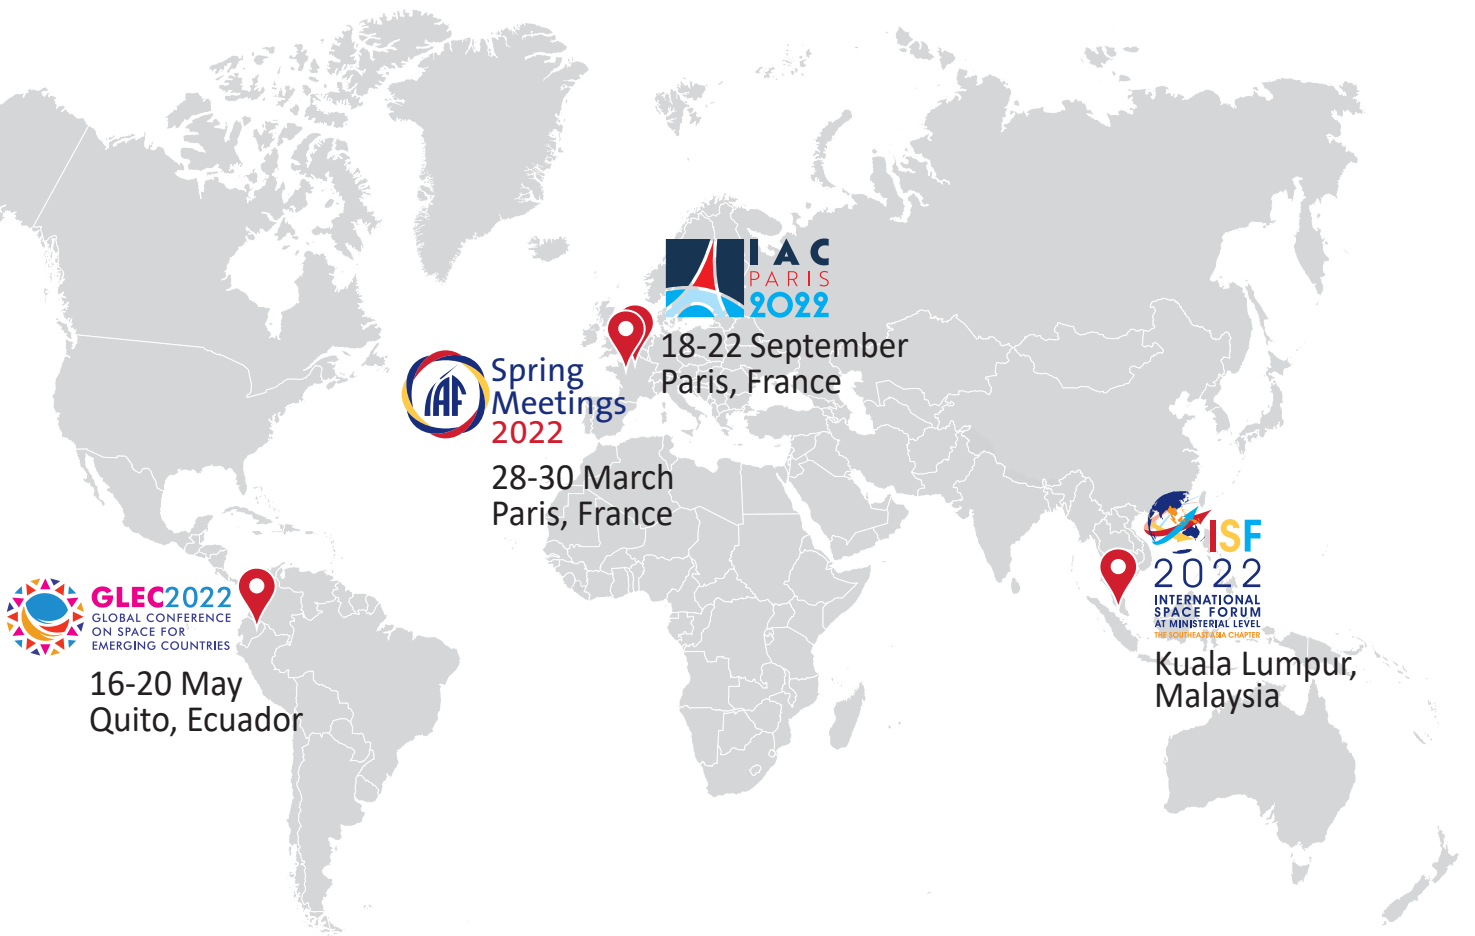 IAC
PARIS
2022
18-22 September
Paris, France
IAF
Spring
Meetings
2022
28-30 March
Paris, France
GLEC2022
GLOBAL CONFERENCE
ON SPACE FOR
EMERGING COUNTRIES
16-20 May
Quito, Ecuador
ISF
2022
INTERNATIONAL
SPACE FORUM
AT MINISTERIAL LEVEL
THE SOUTHEAST ASIA CHAPTER
Kuala Lumpur,
Malaysia